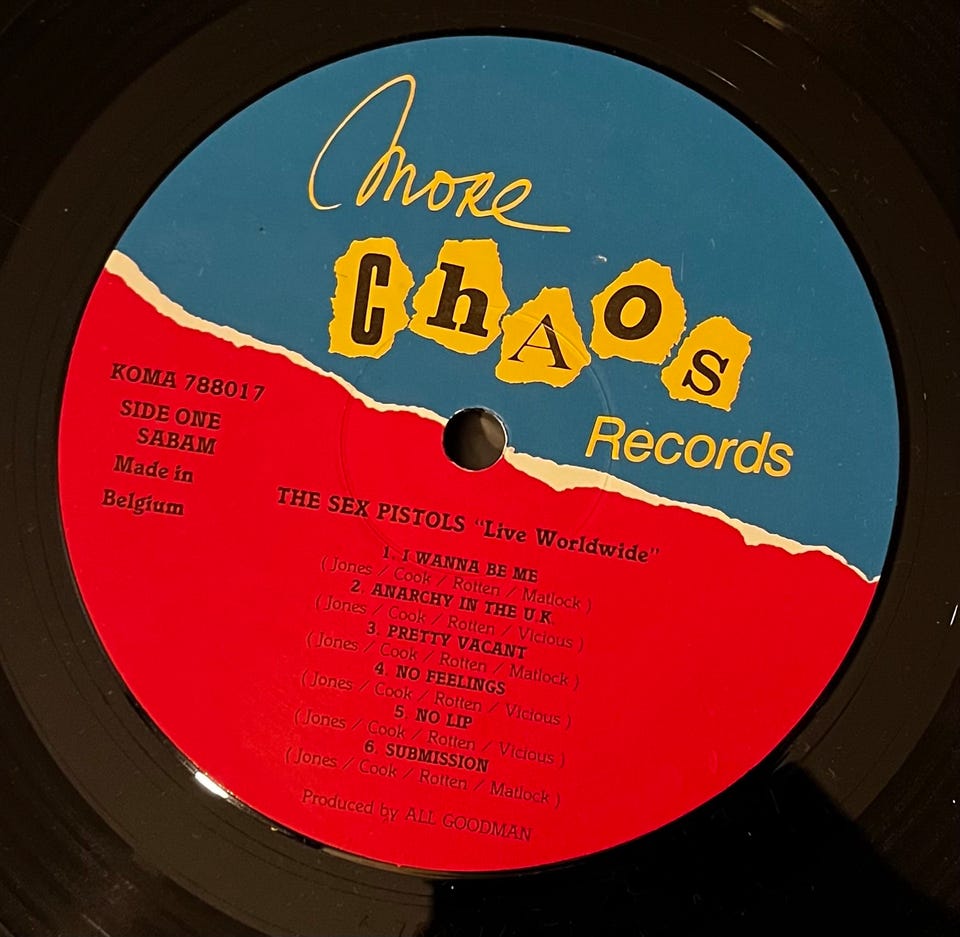 More
ChAos
Records
KOMA 788017
SIDE ONE
SABAM
Made in
Belgium
THE SEX PISTOLS "Live Worldwide"
1. I WANNA BE ME
( Jones / Cook / Rotten / Matlock )
2. ANARCHY IN THE U.K
( Jones / Cook / Rotten / Vicious )
3. PRETTY VACANT
( Jones / Cook / Rotten / Matlock )
4. NO FEELINGS
( Jones / Cook / Rotten / Vicious )
5. NO LIP
( Jones / Cook / Rotten / Vicious )
6. SUBMISSION
( Jones / Cook / Rotten / Matlock )
Produced by ALL GOODMAN